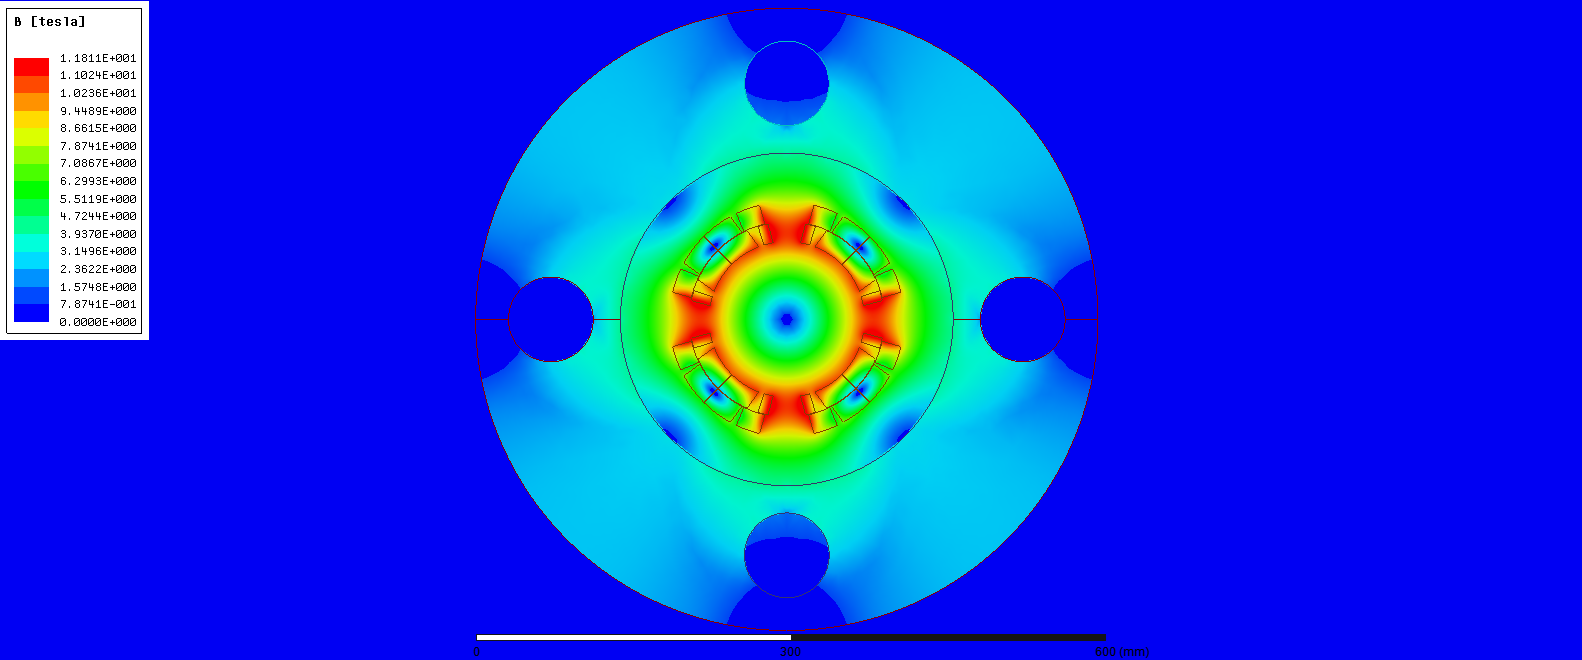 B [tesla]
1.1811E+001
1.1024E+001
1.0236E+001
9.4489E+000
8.6615E+000
7.8741E+000
7.0867E+000
6.2993E+000
5.5119E+000
4.7244E+000
3.9370E+000
3.1496E+000
2.3622E+000
1.5748E+000
7.8741E-001
0.0000E+000
0 300 600 (mm)